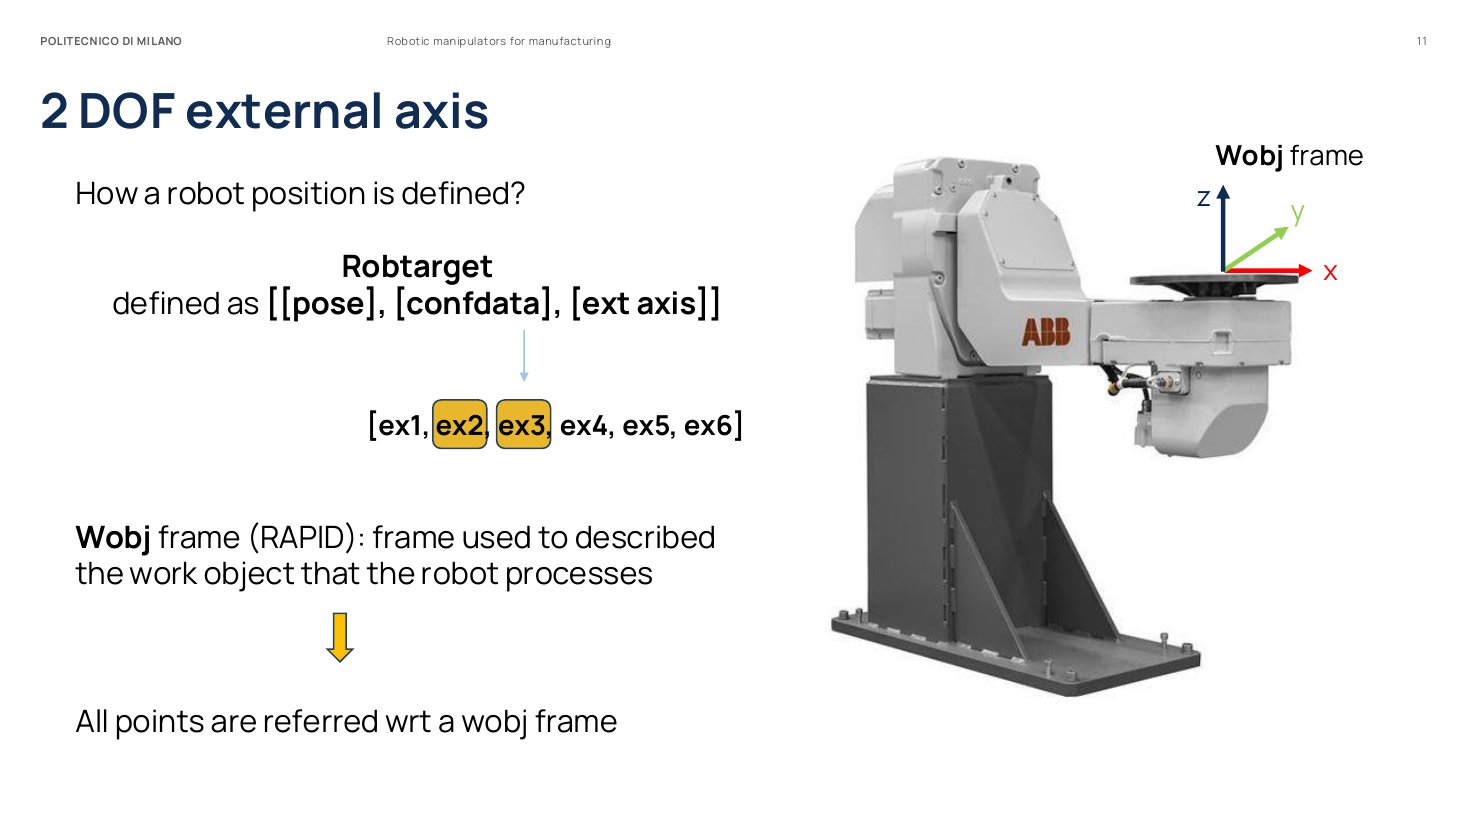 POLITECNICO DI MILANO
Robotic manipulators for manufacturing
11
2 DOF external axis
How a robot position is defined?
Robtarget
defined as [[pose], [confdata], [ext axis]]
[ex1, ex2, ex3, ex4, ex5, ex6]
Wobj frame (RAPID): frame used to described
the work object that the robot processes
All points are referred wrt a wobj frame
Wobj frame
z
y
x
ABB